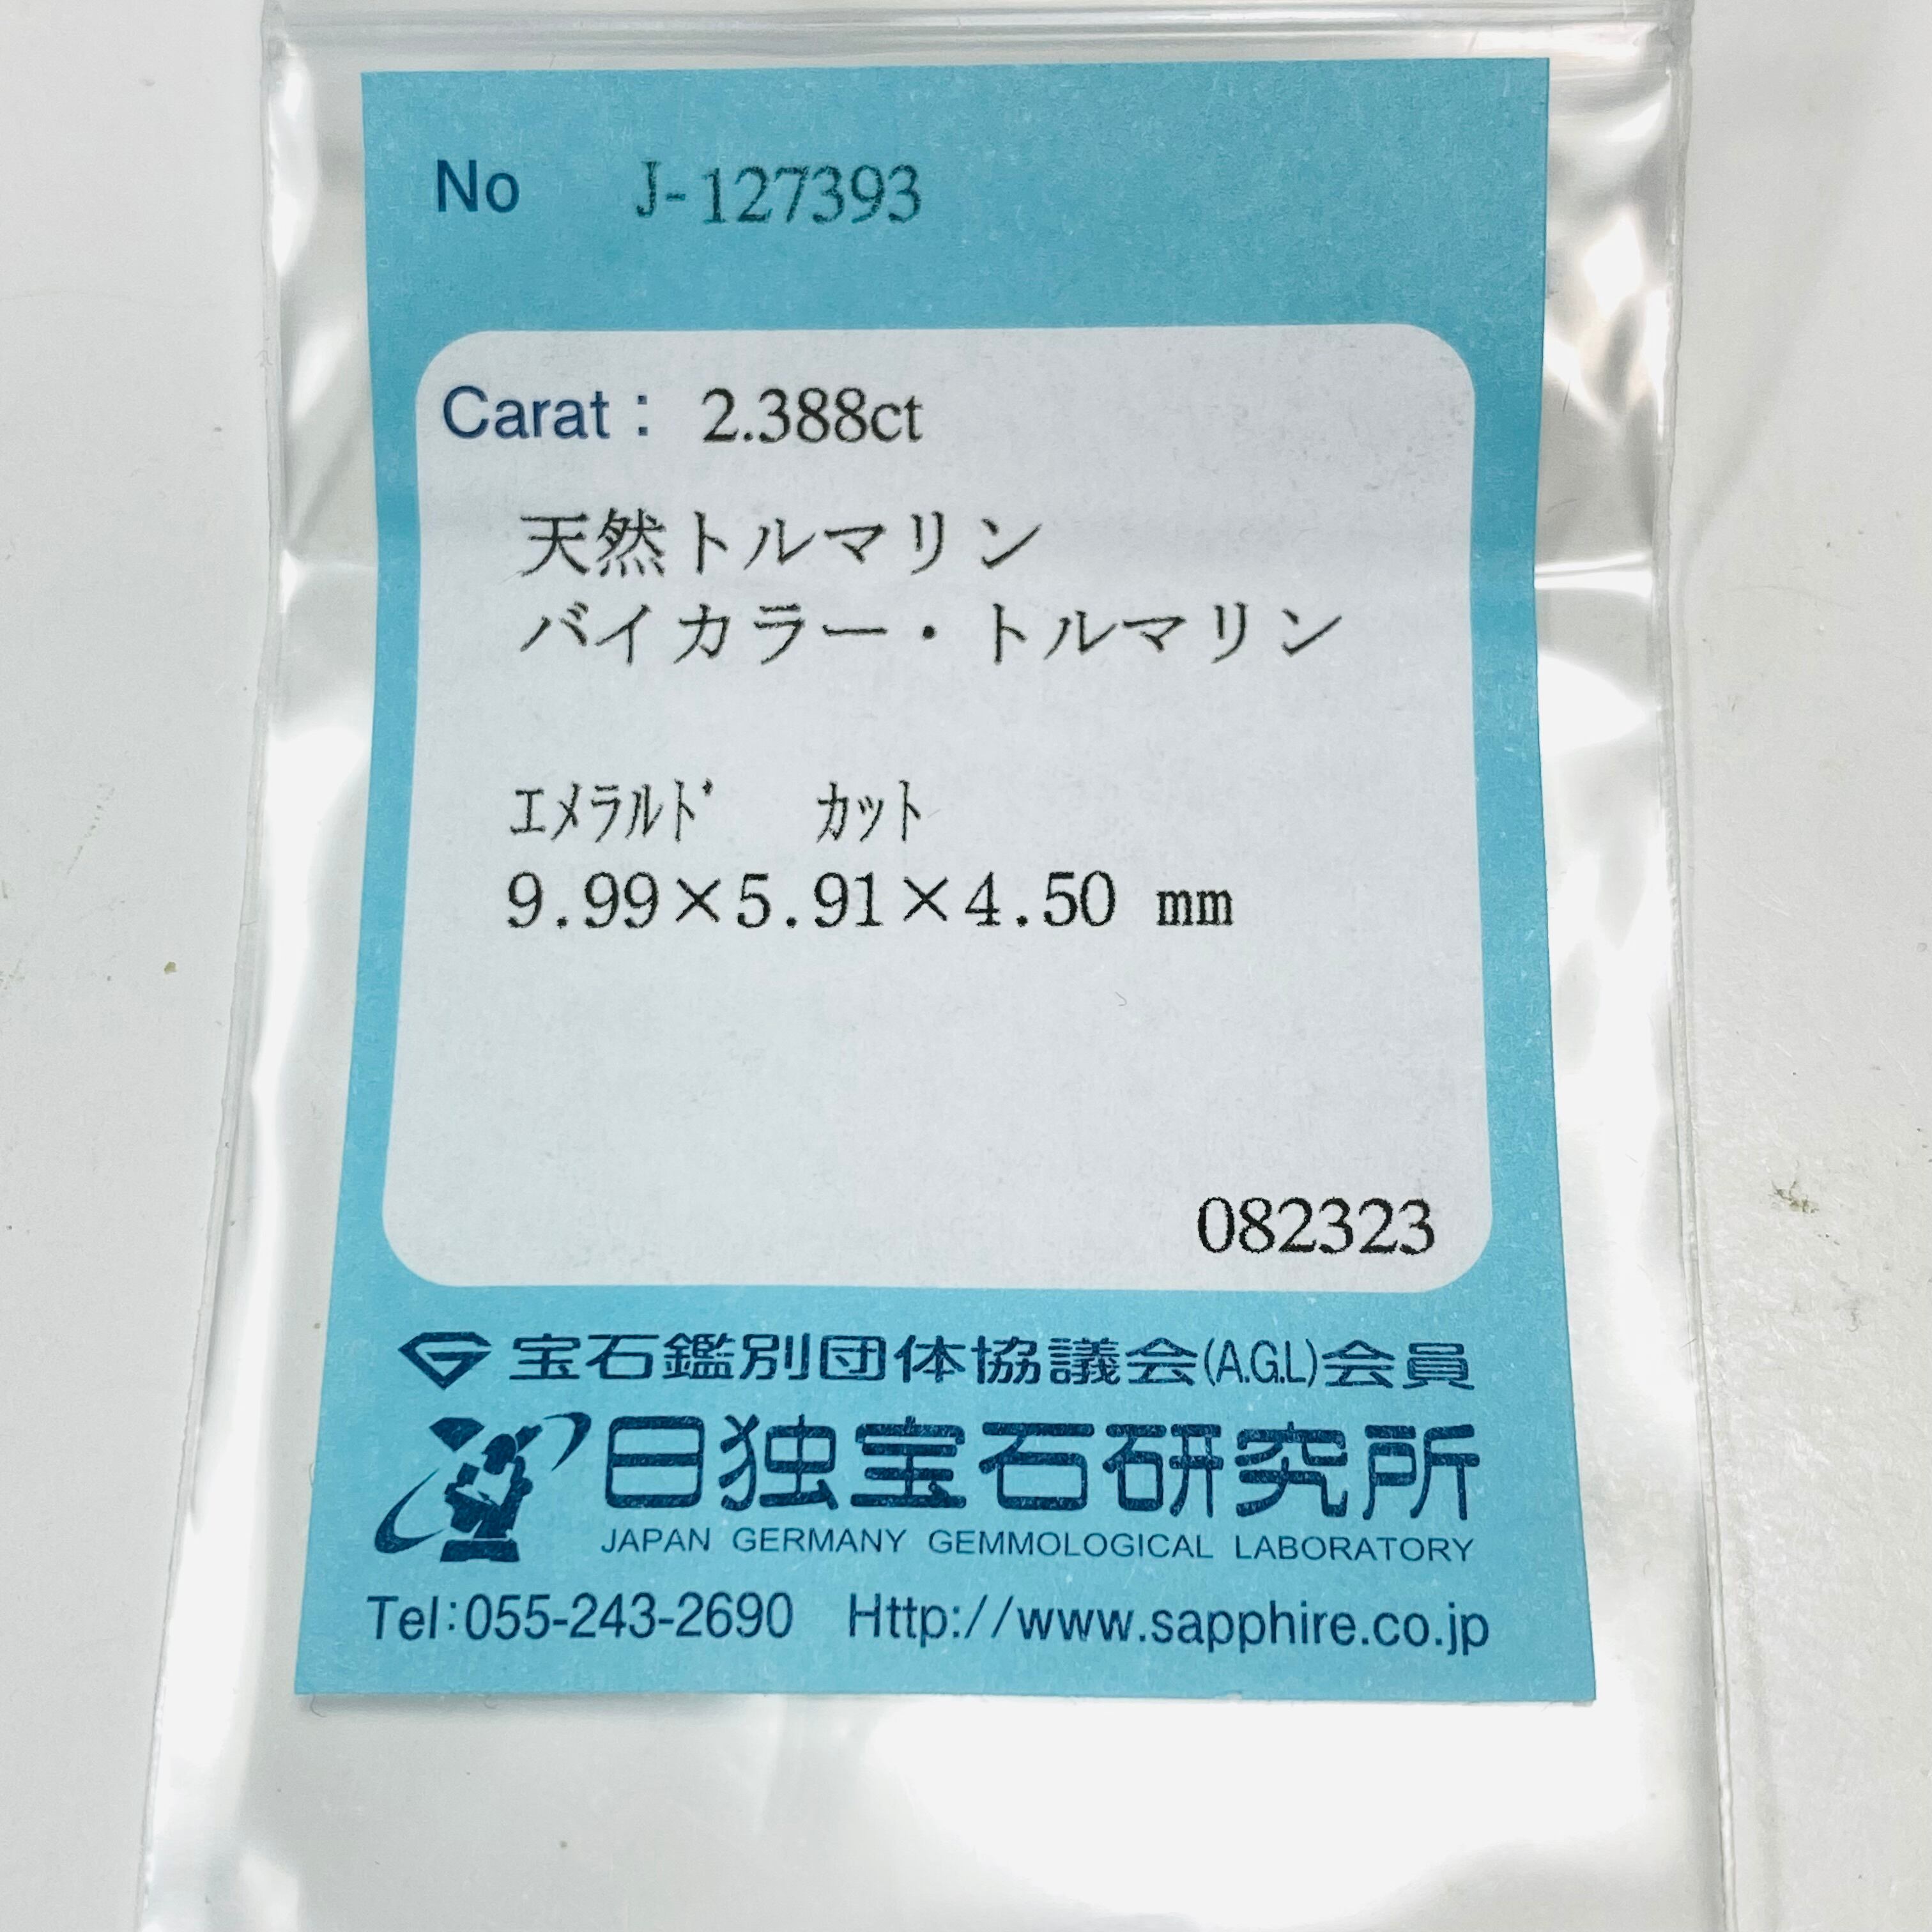 No J-127393
Carat： 2.388ct
天然トルマリン
バイカラー・トルマリン
ｴﾒﾗﾙﾄﾞ ｶｯﾄ
9.99×5.91×4.50 mm
082323
宝石鑑別団体協議会(A.G.L)会員
日独宝石研究所
JAPAN GERMANY GEMMOLOGICAL LABORATORY
Tel:055-243-2690 Http://www.sapphire.co.jp